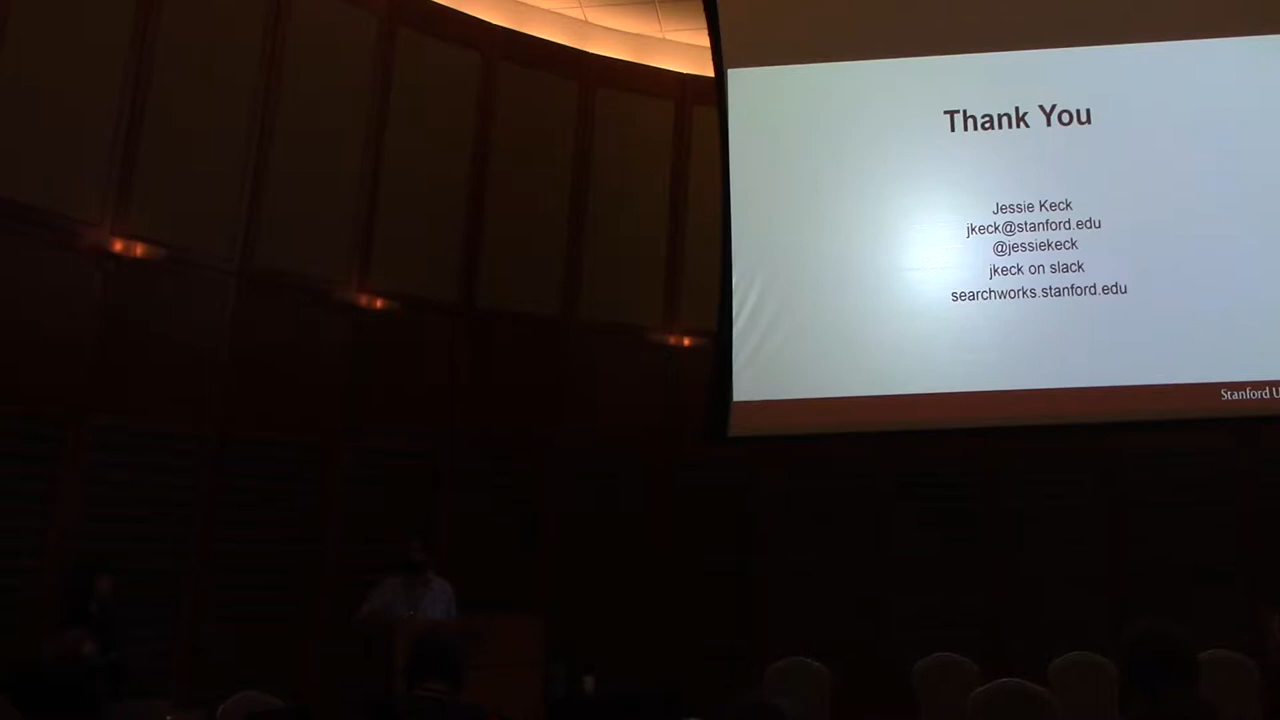 Thank You
Jessie Keck
jkeck@stanford.edu
@jessiekeck
jkeck on slack
searchworks.stanford.edu
Stanford U